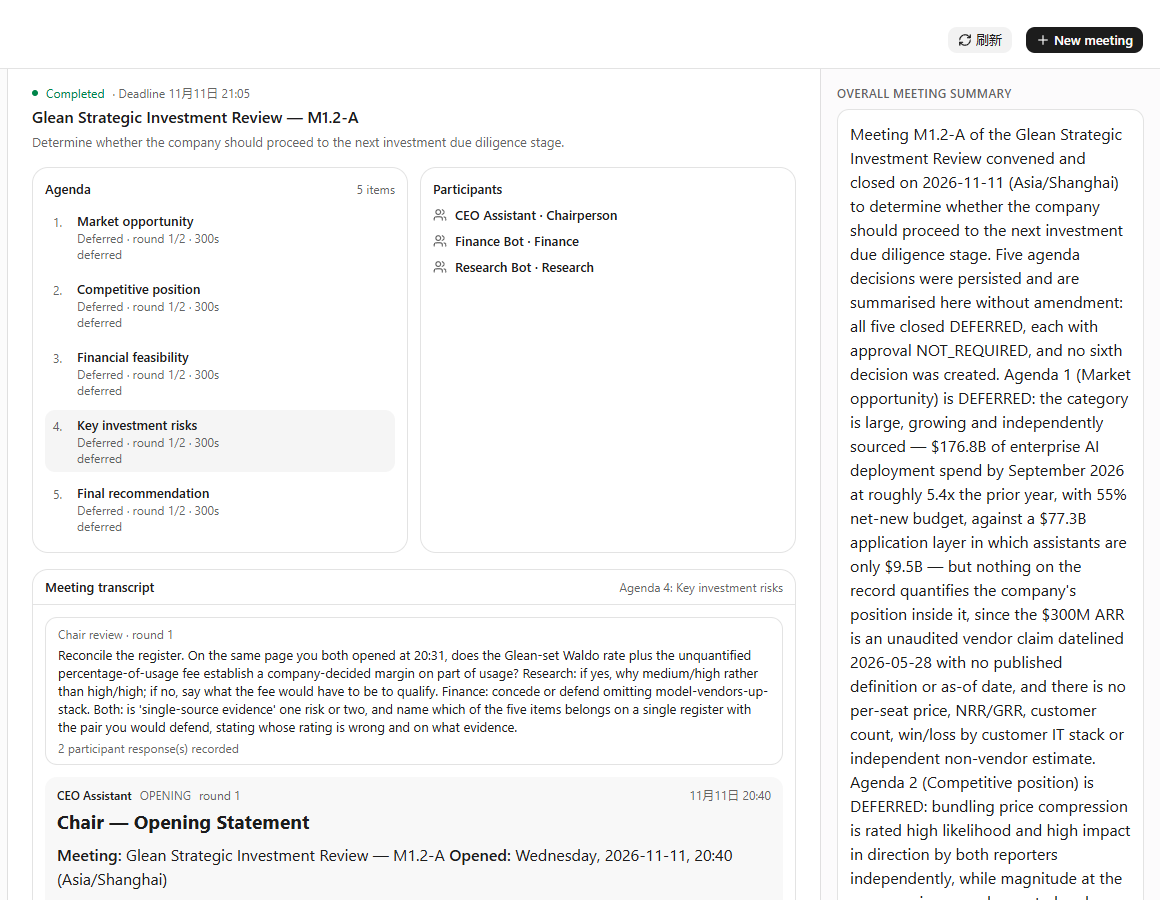 刷新
+ New meeting
Completed · Deadline 11月11日 21:05
Glean Strategic Investment Review — M1.2-A
Determine whether the company should proceed to the next investment due diligence stage.
Agenda
5 items
1. Market opportunity
Deferred · round 1/2 · 300s
deferred
2. Competitive position
Deferred · round 1/2 · 300s
deferred
3. Financial feasibility
Deferred · round 1/2 · 300s
deferred
4. Key investment risks
Deferred · round 1/2 · 300s
deferred
5. Final recommendation
Deferred · round 1/2 · 300s
deferred
Participants
CEO Assistant · Chairperson
Finance Bot · Finance
Research Bot · Research
Meeting transcript
Agenda 4: Key investment risks
Chair review · round 1
Reconcile the register. On the same page you both opened at 20:31, does the Glean-set Waldo rate plus the unquantified
percentage-of-usage fee establish a company-decided margin on part of usage? Research: if yes, why medium/high rather
than high/high; if no, say what the fee would have to be to qualify. Finance: concede or defend omitting model-vendors-up-
stack. Both: is 'single-source evidence' one risk or two, and name which of the five items belongs on a single register with
the pair you would defend, stating whose rating is wrong and on what evidence.
2 participant response(s) recorded
CEO Assistant OPENING round 1
11月11日 20:40
Chair — Opening Statement
Meeting: Glean Strategic Investment Review — M1.2-A Opened: Wednesday, 2026-11-11, 20:40
(Asia/Shanghai)
OVERALL MEETING SUMMARY
Meeting M1.2-A of the Glean Strategic
Investment Review convened and
closed on 2026-11-11 (Asia/Shanghai)
to determine whether the company
should proceed to the next investment
due diligence stage. Five agenda
decisions were persisted and are
summarised here without amendment:
all five closed DEFERRED, each with
approval NOT_REQUIRED, and no sixth
decision was created. Agenda 1 (Market
opportunity) is DEFERRED: the category
is large, growing and independently
sourced — $176.8B of enterprise AI
deployment spend by September 2026
at roughly 5.4x the prior year, with 55%
net-new budget, against a $77.3B
application layer in which assistants are
only $9.5B — but nothing on the
record quantifies the company's
position inside it, since the $300M ARR
is an unaudited vendor claim datelined
2026-05-28 with no published
definition or as-of date, and there is no
per-seat price, NRR/GRR, customer
count, win/loss by customer IT stack or
independent non-vendor estimate.
Agenda 2 (Competitive position) is
DEFERRED: bundling price compression
is rated high likelihood and high impact
in direction by both reporters
independently, while magnitude at the